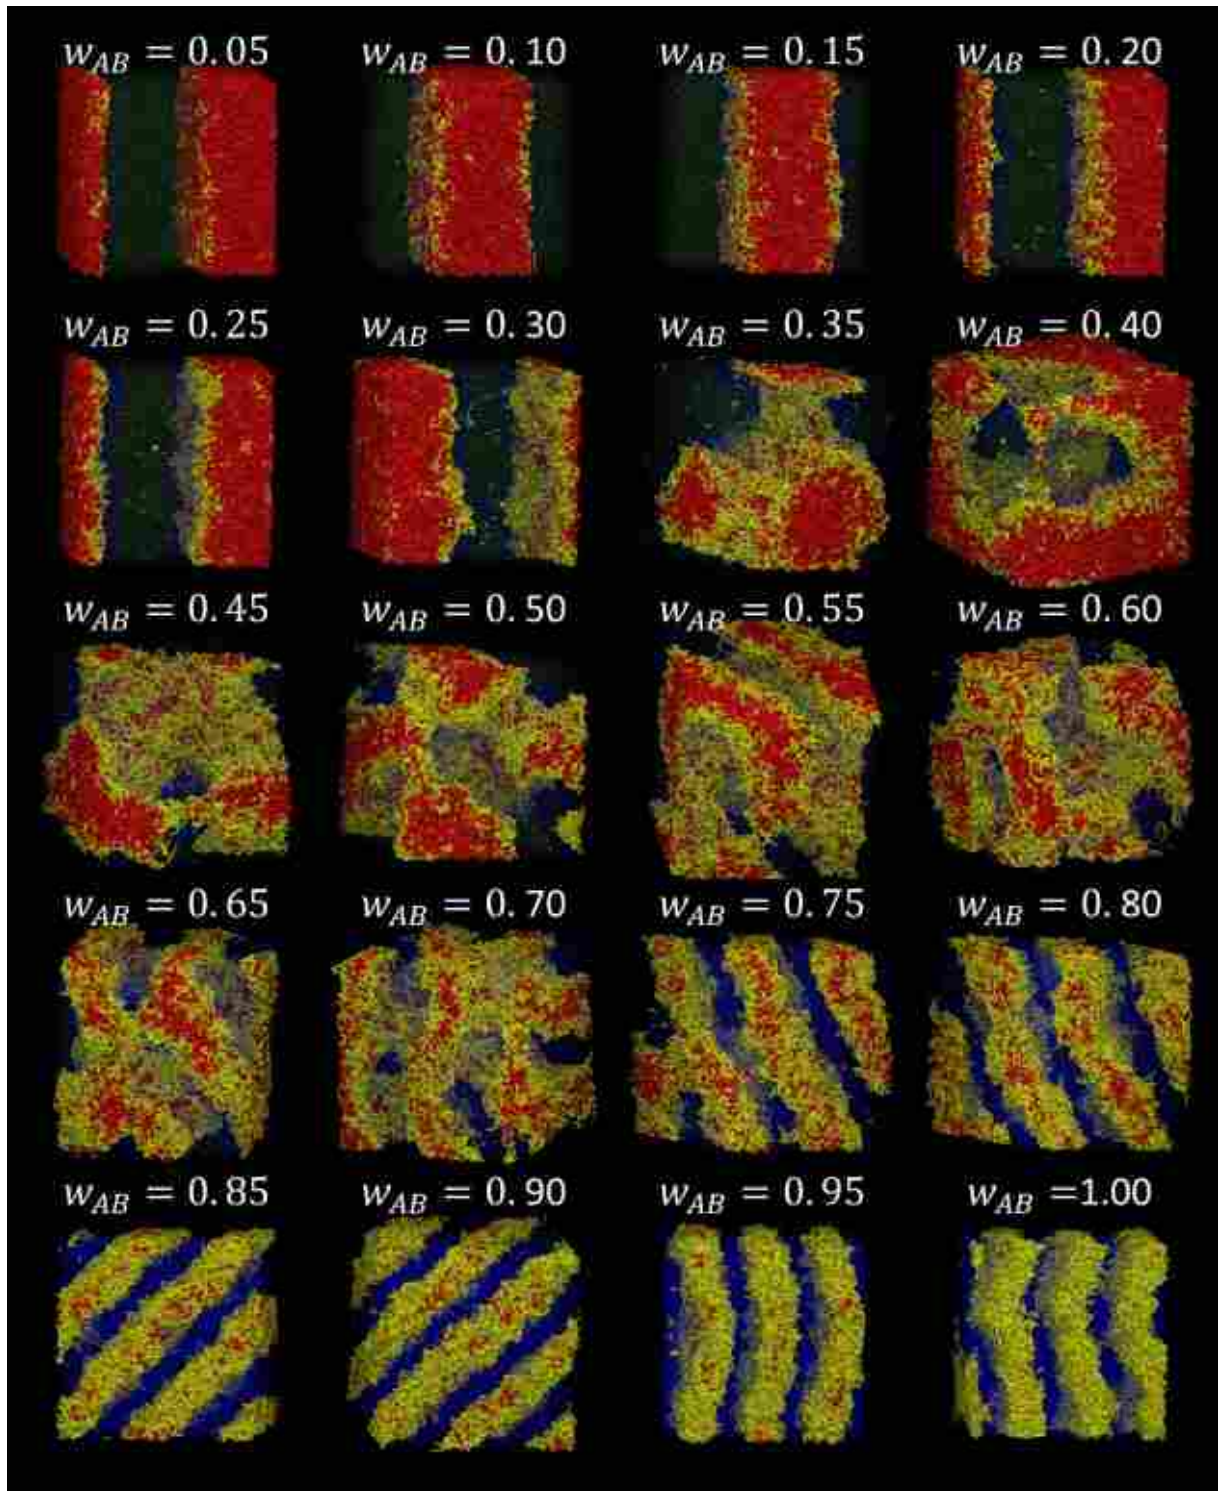 w_AB = 0.05 w_AB = 0.10 w_AB = 0.15 w_AB = 0.20
w_AB = 0.25 w_AB = 0.30 w_AB = 0.35 w_AB = 0.40
w_AB = 0.45 w_AB = 0.50 w_AB = 0.55 w_AB = 0.60
w_AB = 0.65 w_AB = 0.70 w_AB = 0.75 w_AB = 0.80
w_AB = 0.85 w_AB = 0.90 w_AB = 0.95 w_AB =1.00